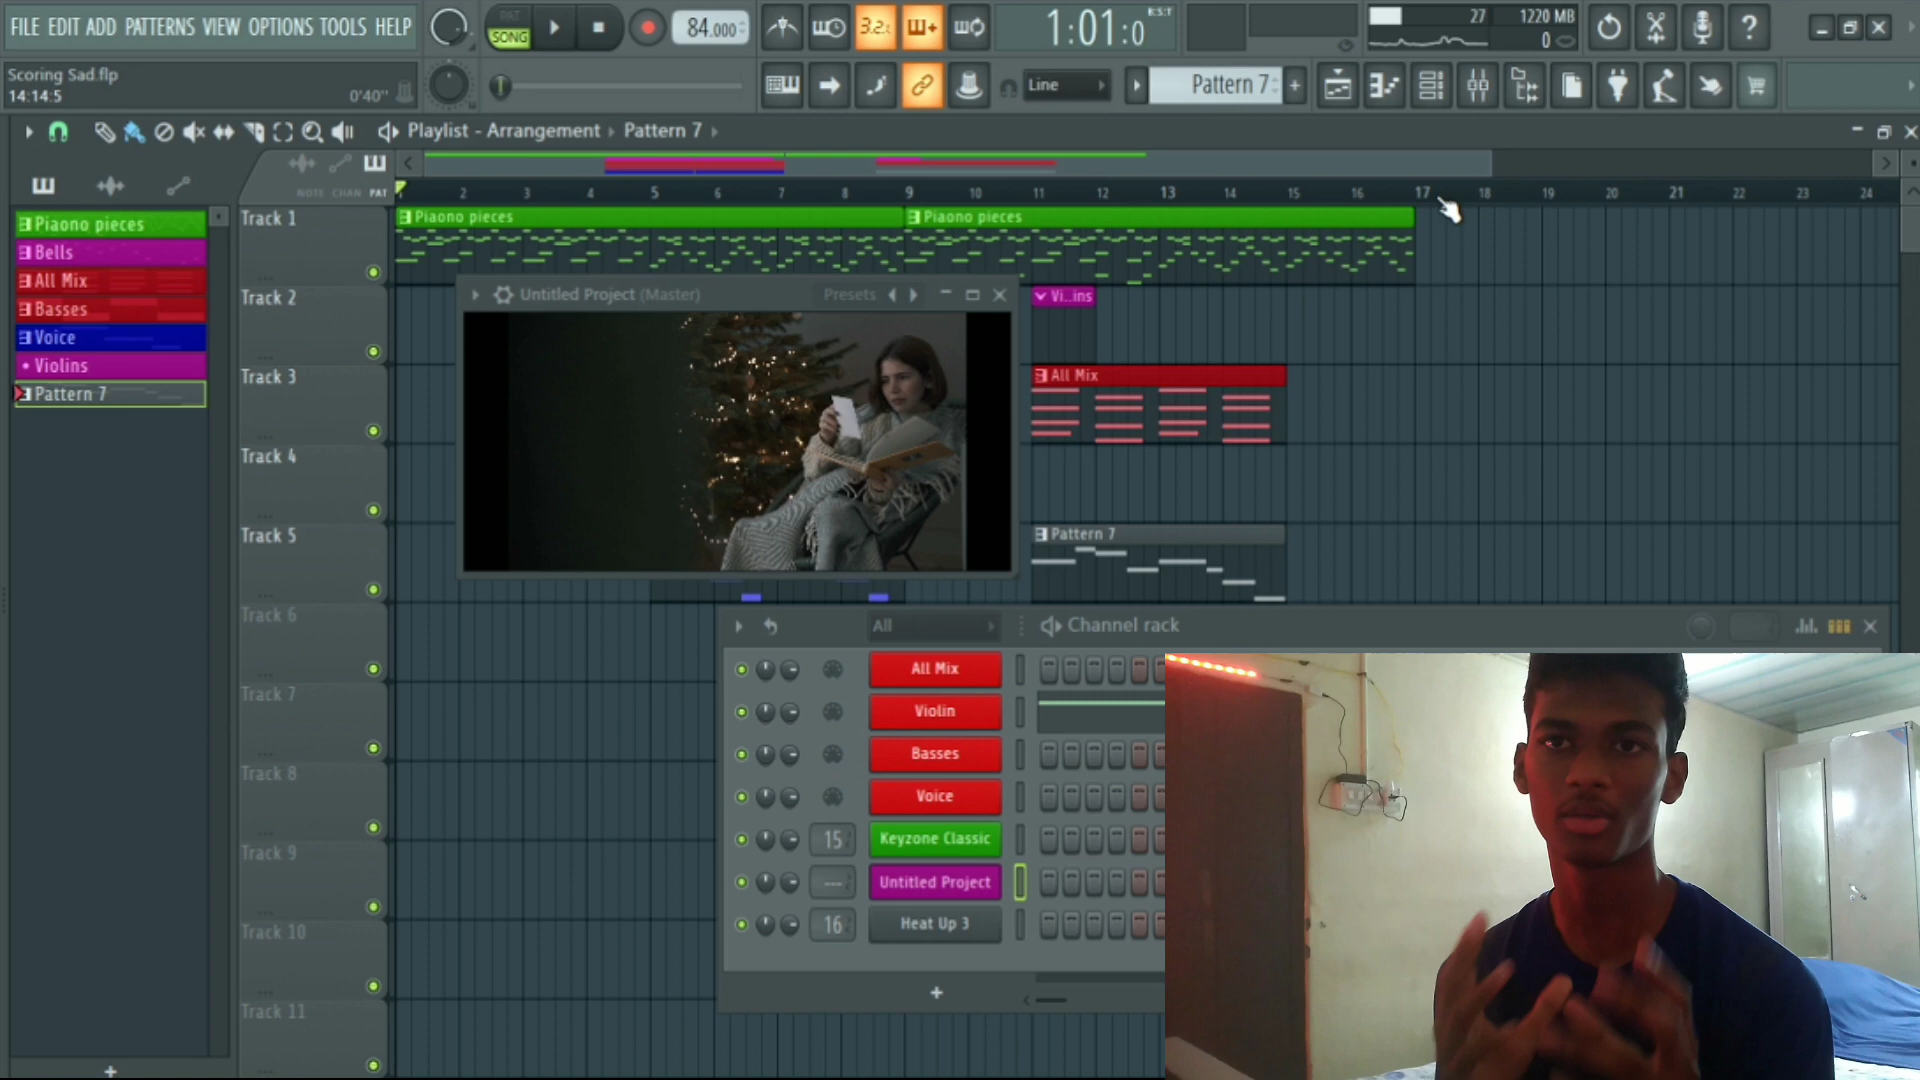 FILE EDIT ADD PATTERNS VIEW OPTIONS TOOLS HELP
PAT
SONG
84.000
3.2.
1:01:0
B:S:T
27
1220 MB
0
Scoring Sad.flp
14:14:5
0'40"
Line
Pattern 7
Playlist - Arrangement
Pattern 7
NOTE CHAN PAT
2 3 4 5 6 7 8 9 10 11 12 13 14 15 16 17 18 19 20 21 22 23 24
Piaono pieces
Bells
All Mix
Basses
Voice
Violins
Pattern 7
Track 1
Piaono pieces
Piaono pieces
Track 2
Vi..ins
Track 3
All Mix
Track 4
Track 5
Pattern 7
Track 6
Track 7
Track 8
Track 9
Track 10
Track 11
Untitled Project (Master)
Presets
All
Channel rack
All Mix
Violin
Basses
Voice
15
Keyzone Classic
---
Untitled Project
16
Heat Up 3